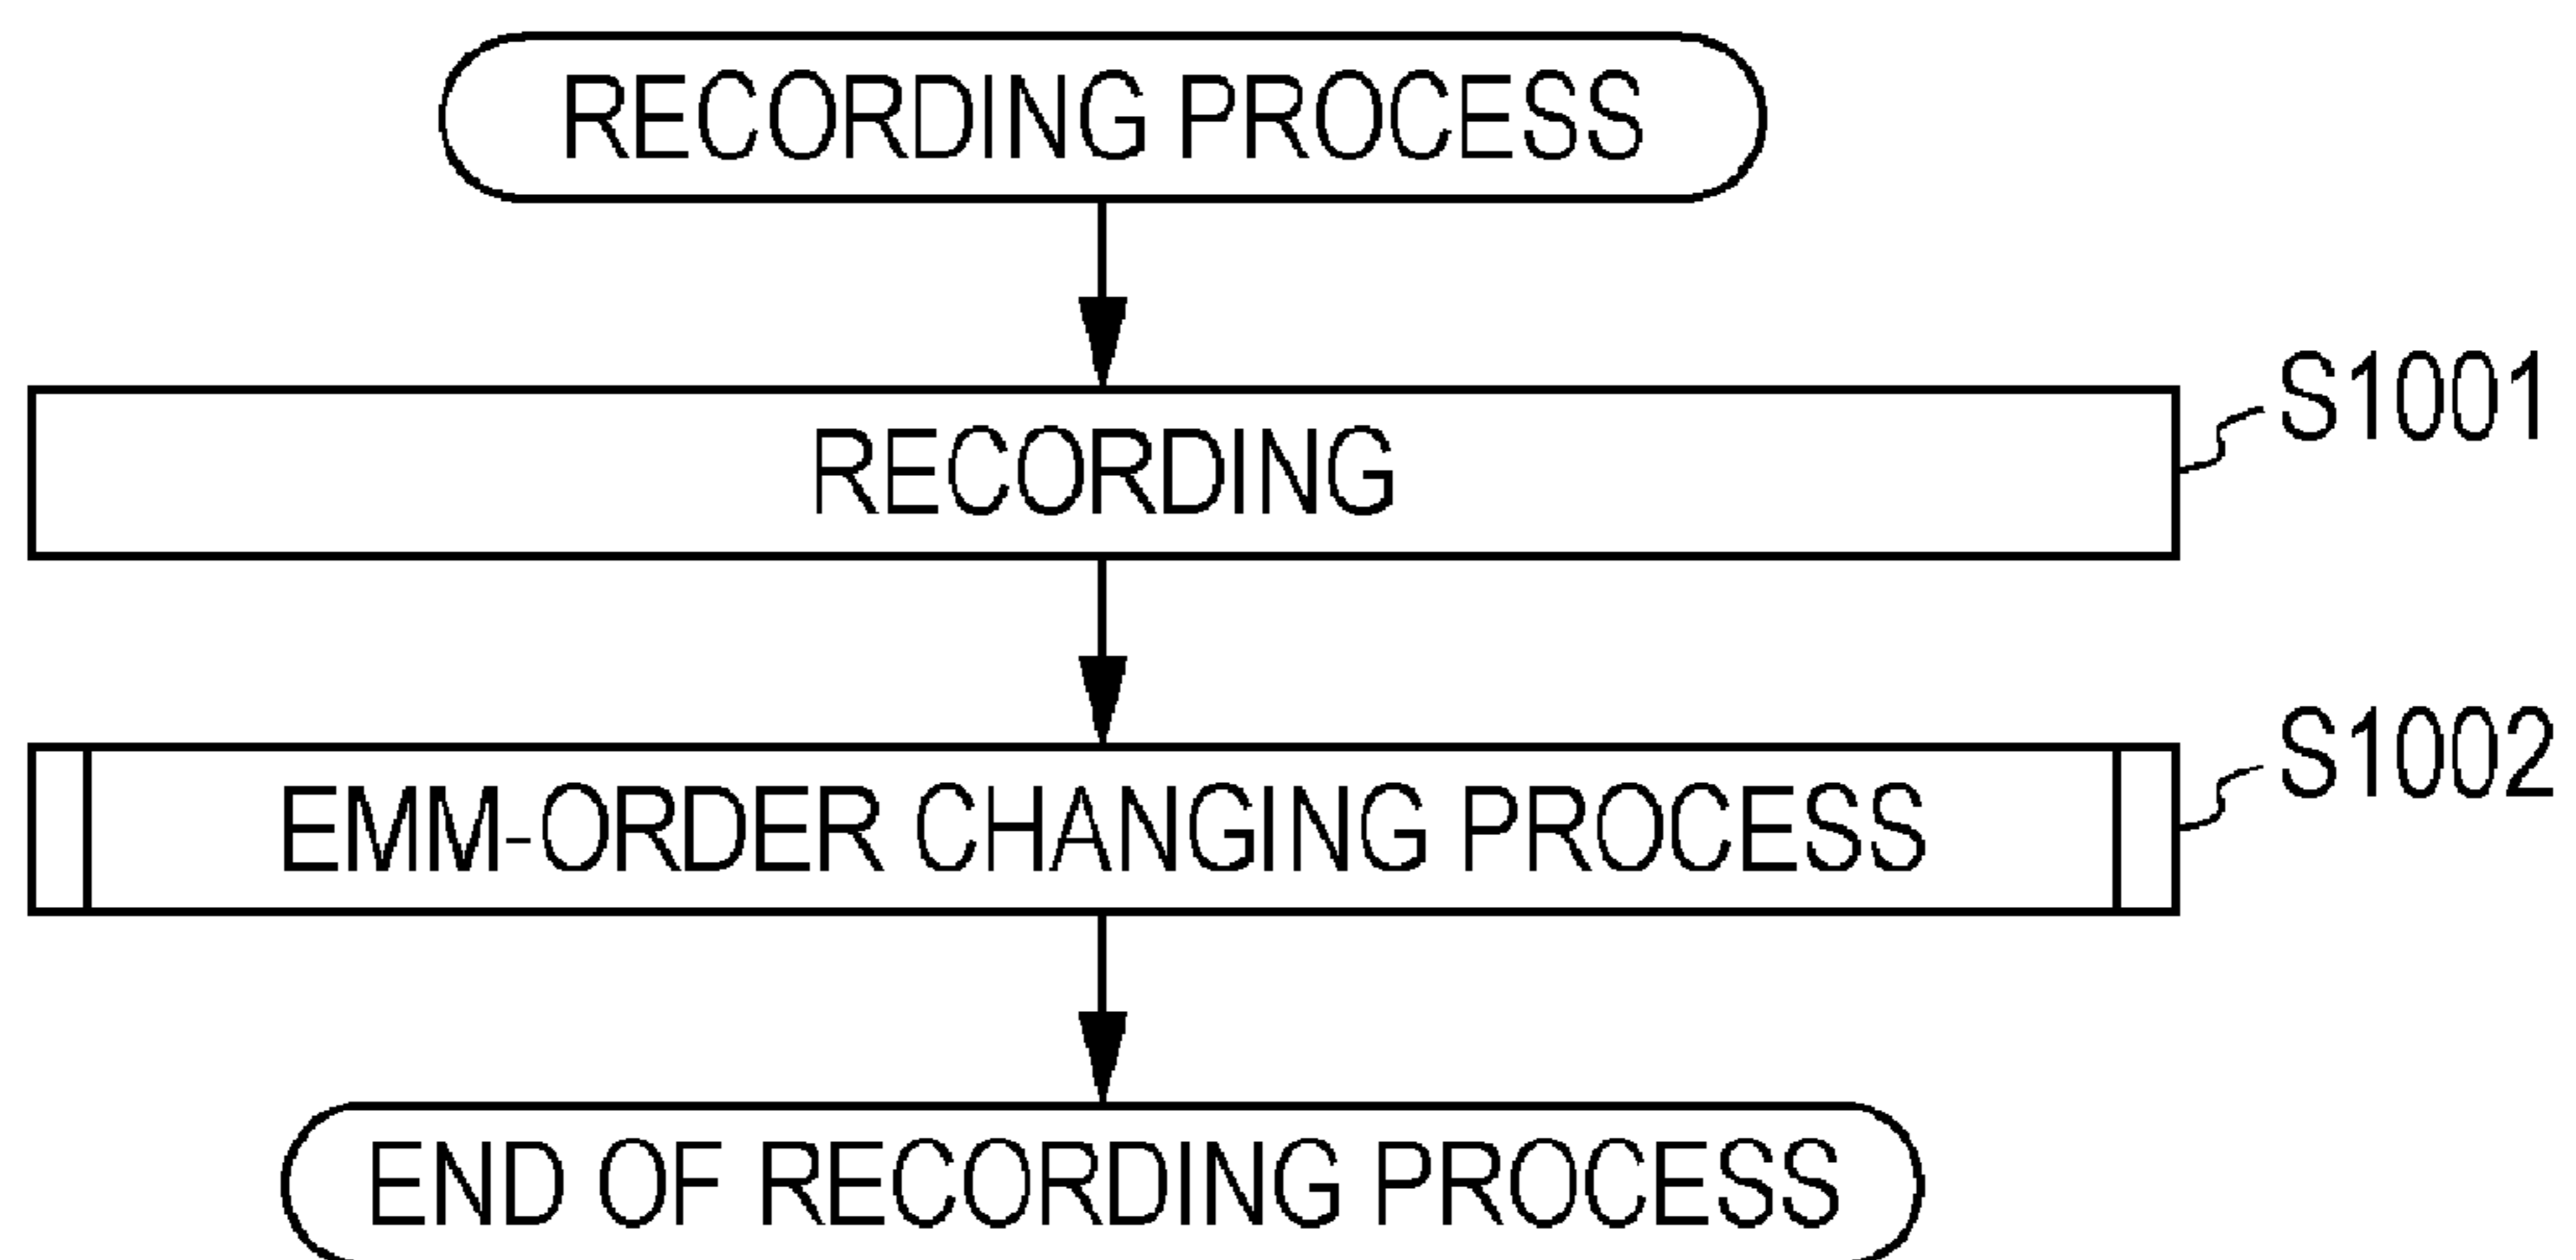 RECORDING PROCESS
RECORDING
S1001
EMM-ORDER CHANGING PROCESS
S1002
END OF RECORDING PROCESS